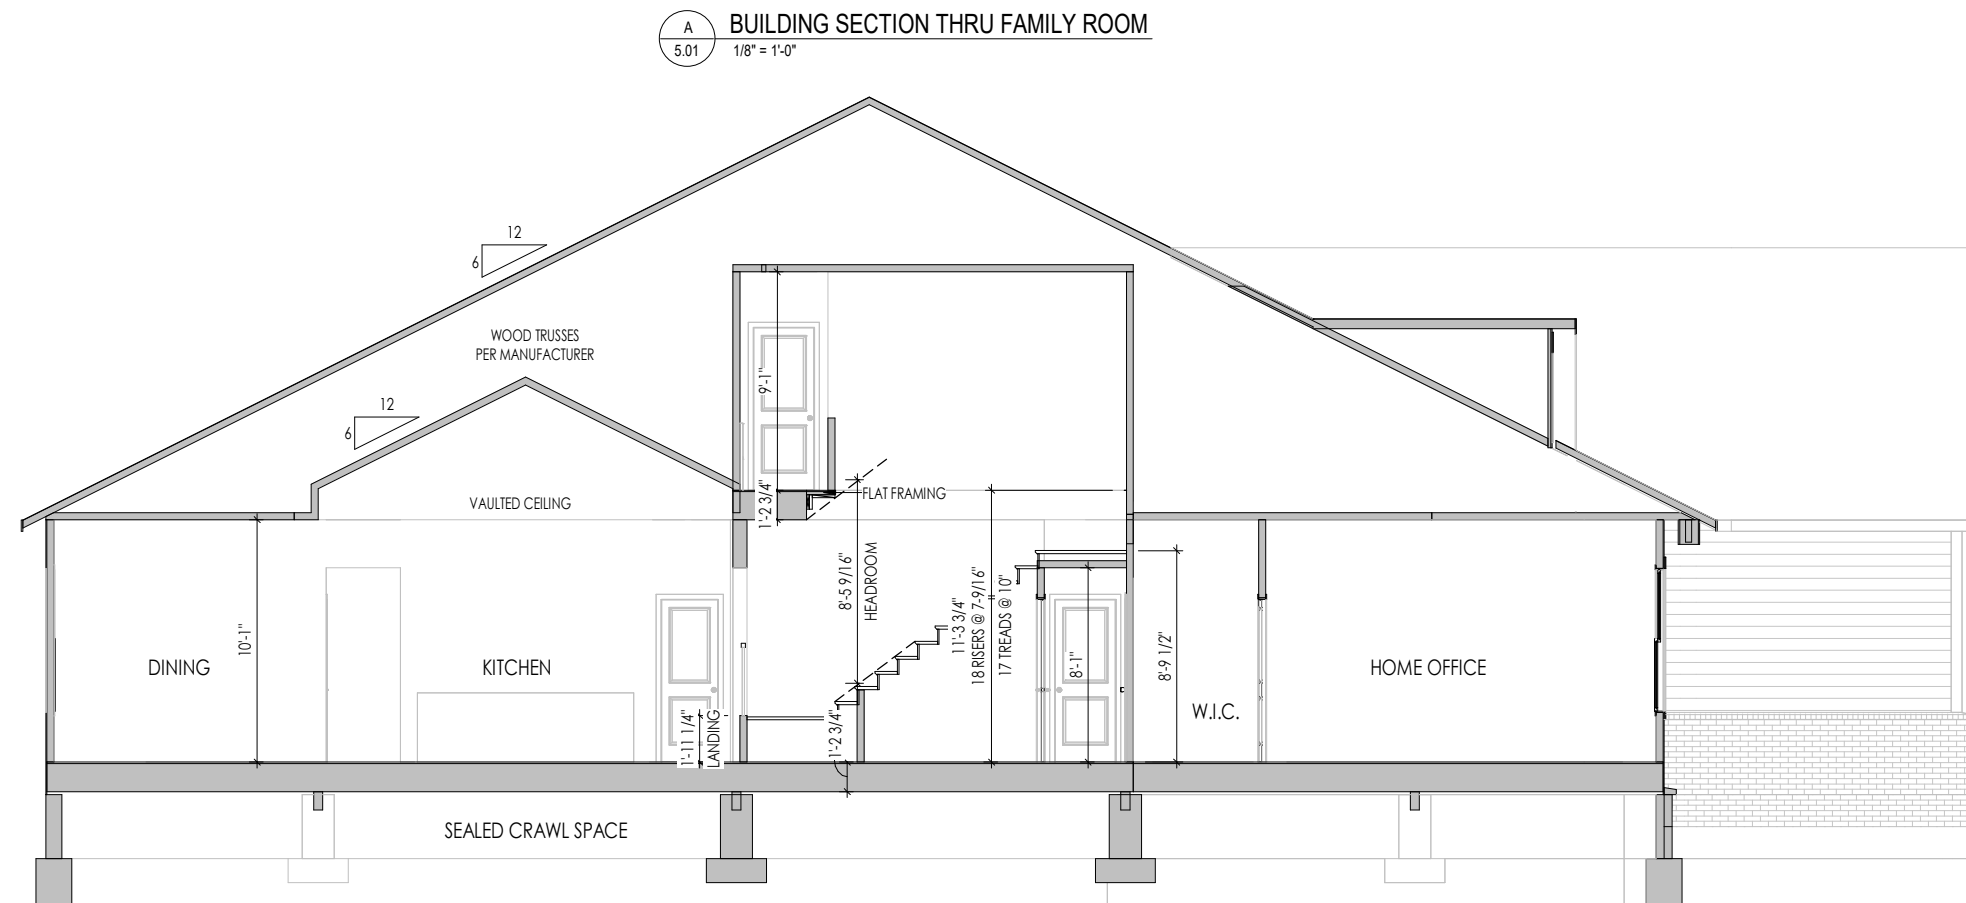 A
5.01
BUILDING SECTION THRU FAMILY ROOM
1/8" = 1'-0"
12
6
WOOD TRUSSES
PER MANUFACTURER
12
6
VAULTED CEILING
9'-1"
1'-2 3/4"
FLAT FRAMING
8'-5 9/16"
HEADROOM
11'-3 3/4"
18 RISERS @ 7-9/16"
17 TREADS @ 10"
8'-1"
8'-9 1/2"
10'-1"
DINING
KITCHEN
1'-11 1/4"
LANDING
1'-2 3/4"
W.I.C.
HOME OFFICE
SEALED CRAWL SPACE